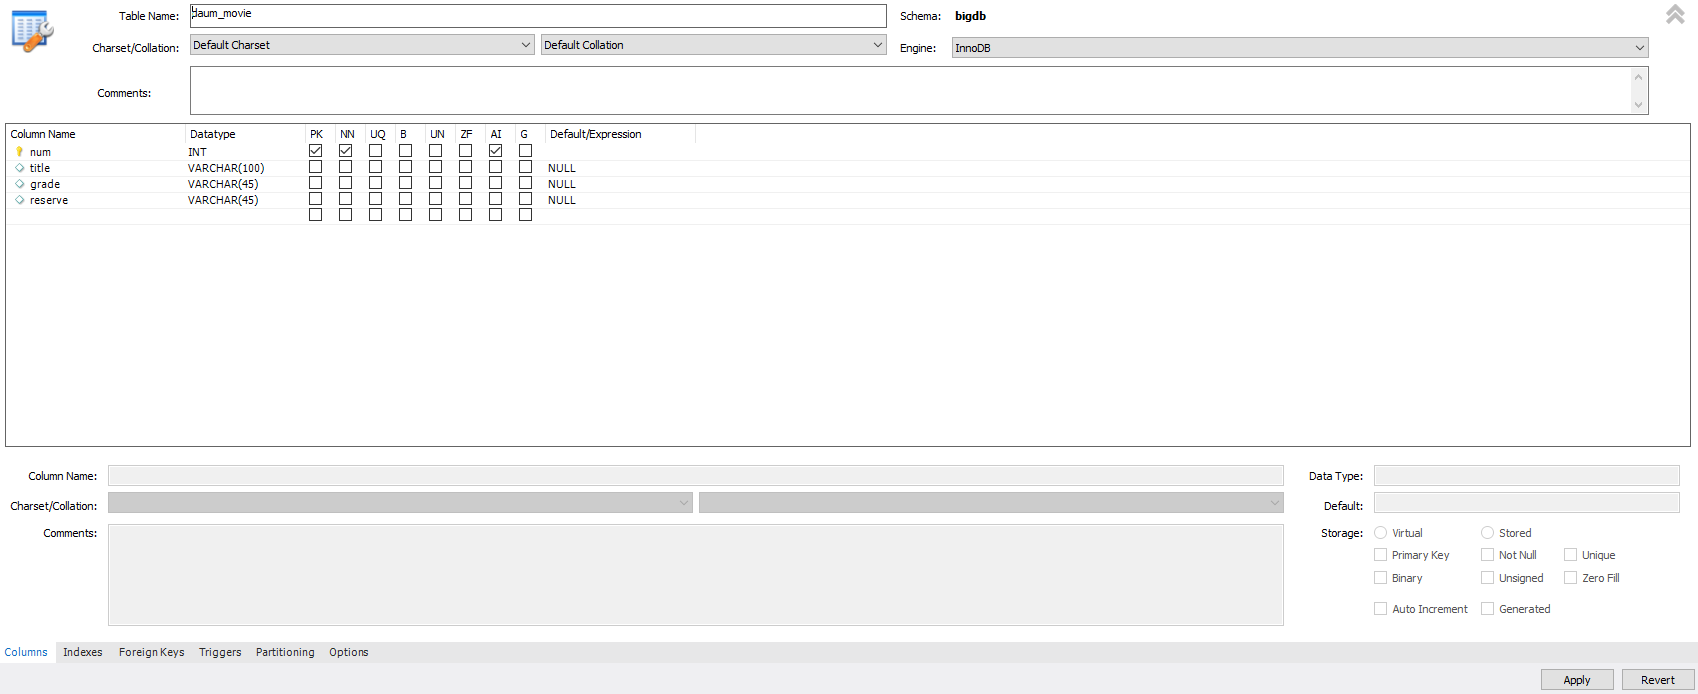 Table Name: daum_movie Schema: bigdb
Charset/Collation: Default Charset Default Collation Engine: InnoDB
Comments:
Column Name Datatype PK NN UQ B UN ZF AI G Default/Expression
num INT
title VARCHAR(100) NULL
grade VARCHAR(45) NULL
reserve VARCHAR(45) NULL
Column Name: Data Type:
Charset/Collation: Default:
Comments: Storage: Virtual Stored
Primary Key Not Null Unique
Binary Unsigned Zero Fill
Auto Increment Generated
Columns Indexes Foreign Keys Triggers Partitioning Options
Apply Revert